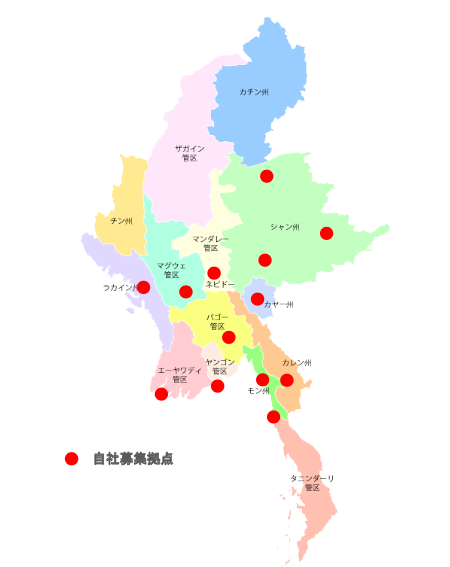 カチン州
ザガイン
管区
チン州
シャン州
マンダレー
管区
マグウェ
管区
ラカイン州
ネピドー
カヤー州
バゴー
管区
エーヤワディ
管区
ヤンゴン
管区
カレン州
モン州
自社募集拠点
タニンダーリ
管区